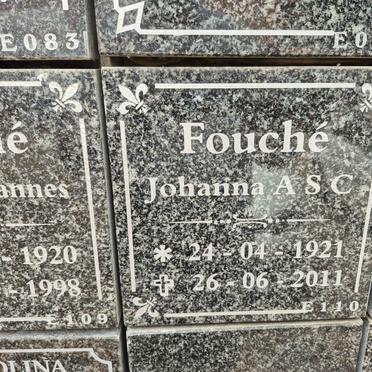 E083
E0
é
annes
- 1920
- 1998
E109
Fouché
Johanna A S C
* 24 - 04 - 1921
✞ 26 - 06 - 2011
E110
OLINA